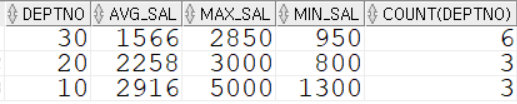 DEPTNO AVG_SAL MAX_SAL MIN_SAL COUNT(DEPTNO)
30 1566 2850 950 6
20 2258 3000 800 3
10 2916 5000 1300 3